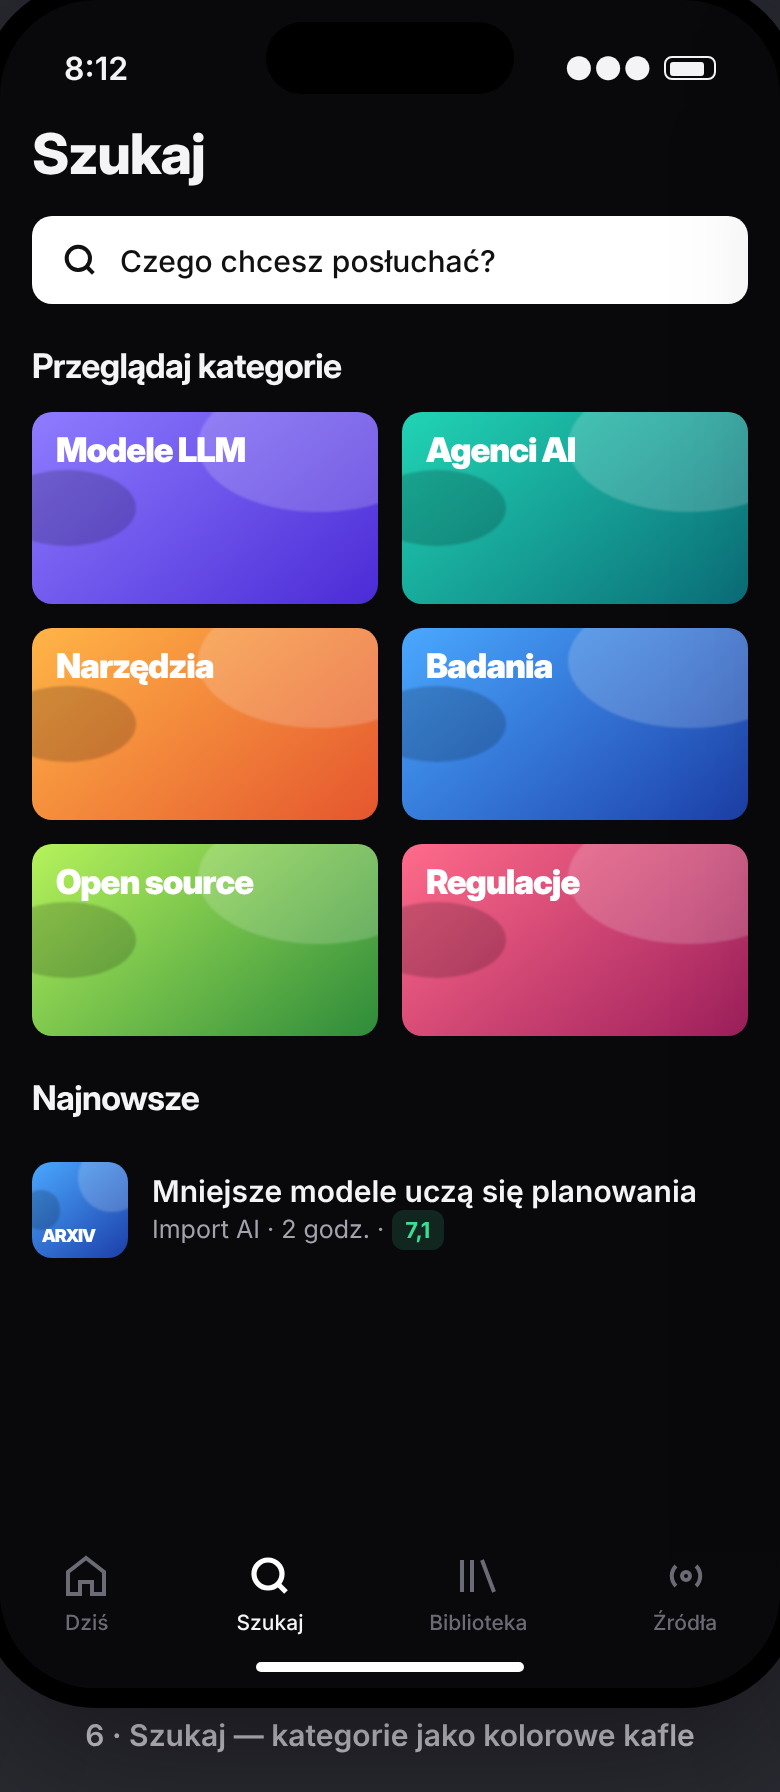 8:12
Szukaj
Czego chcesz posłuchać?
Przeglądaj kategorie
Modele LLM
Agenci AI
Narzędzia
Badania
Open source
Regulacje
Najnowsze
ARXIV
Mniejsze modele uczą się planowania
Import AI · 2 godz. · 7,1
Dziś
Szukaj
Biblioteka
Źródła
6 · Szukaj — kategorie jako kolorowe kafle